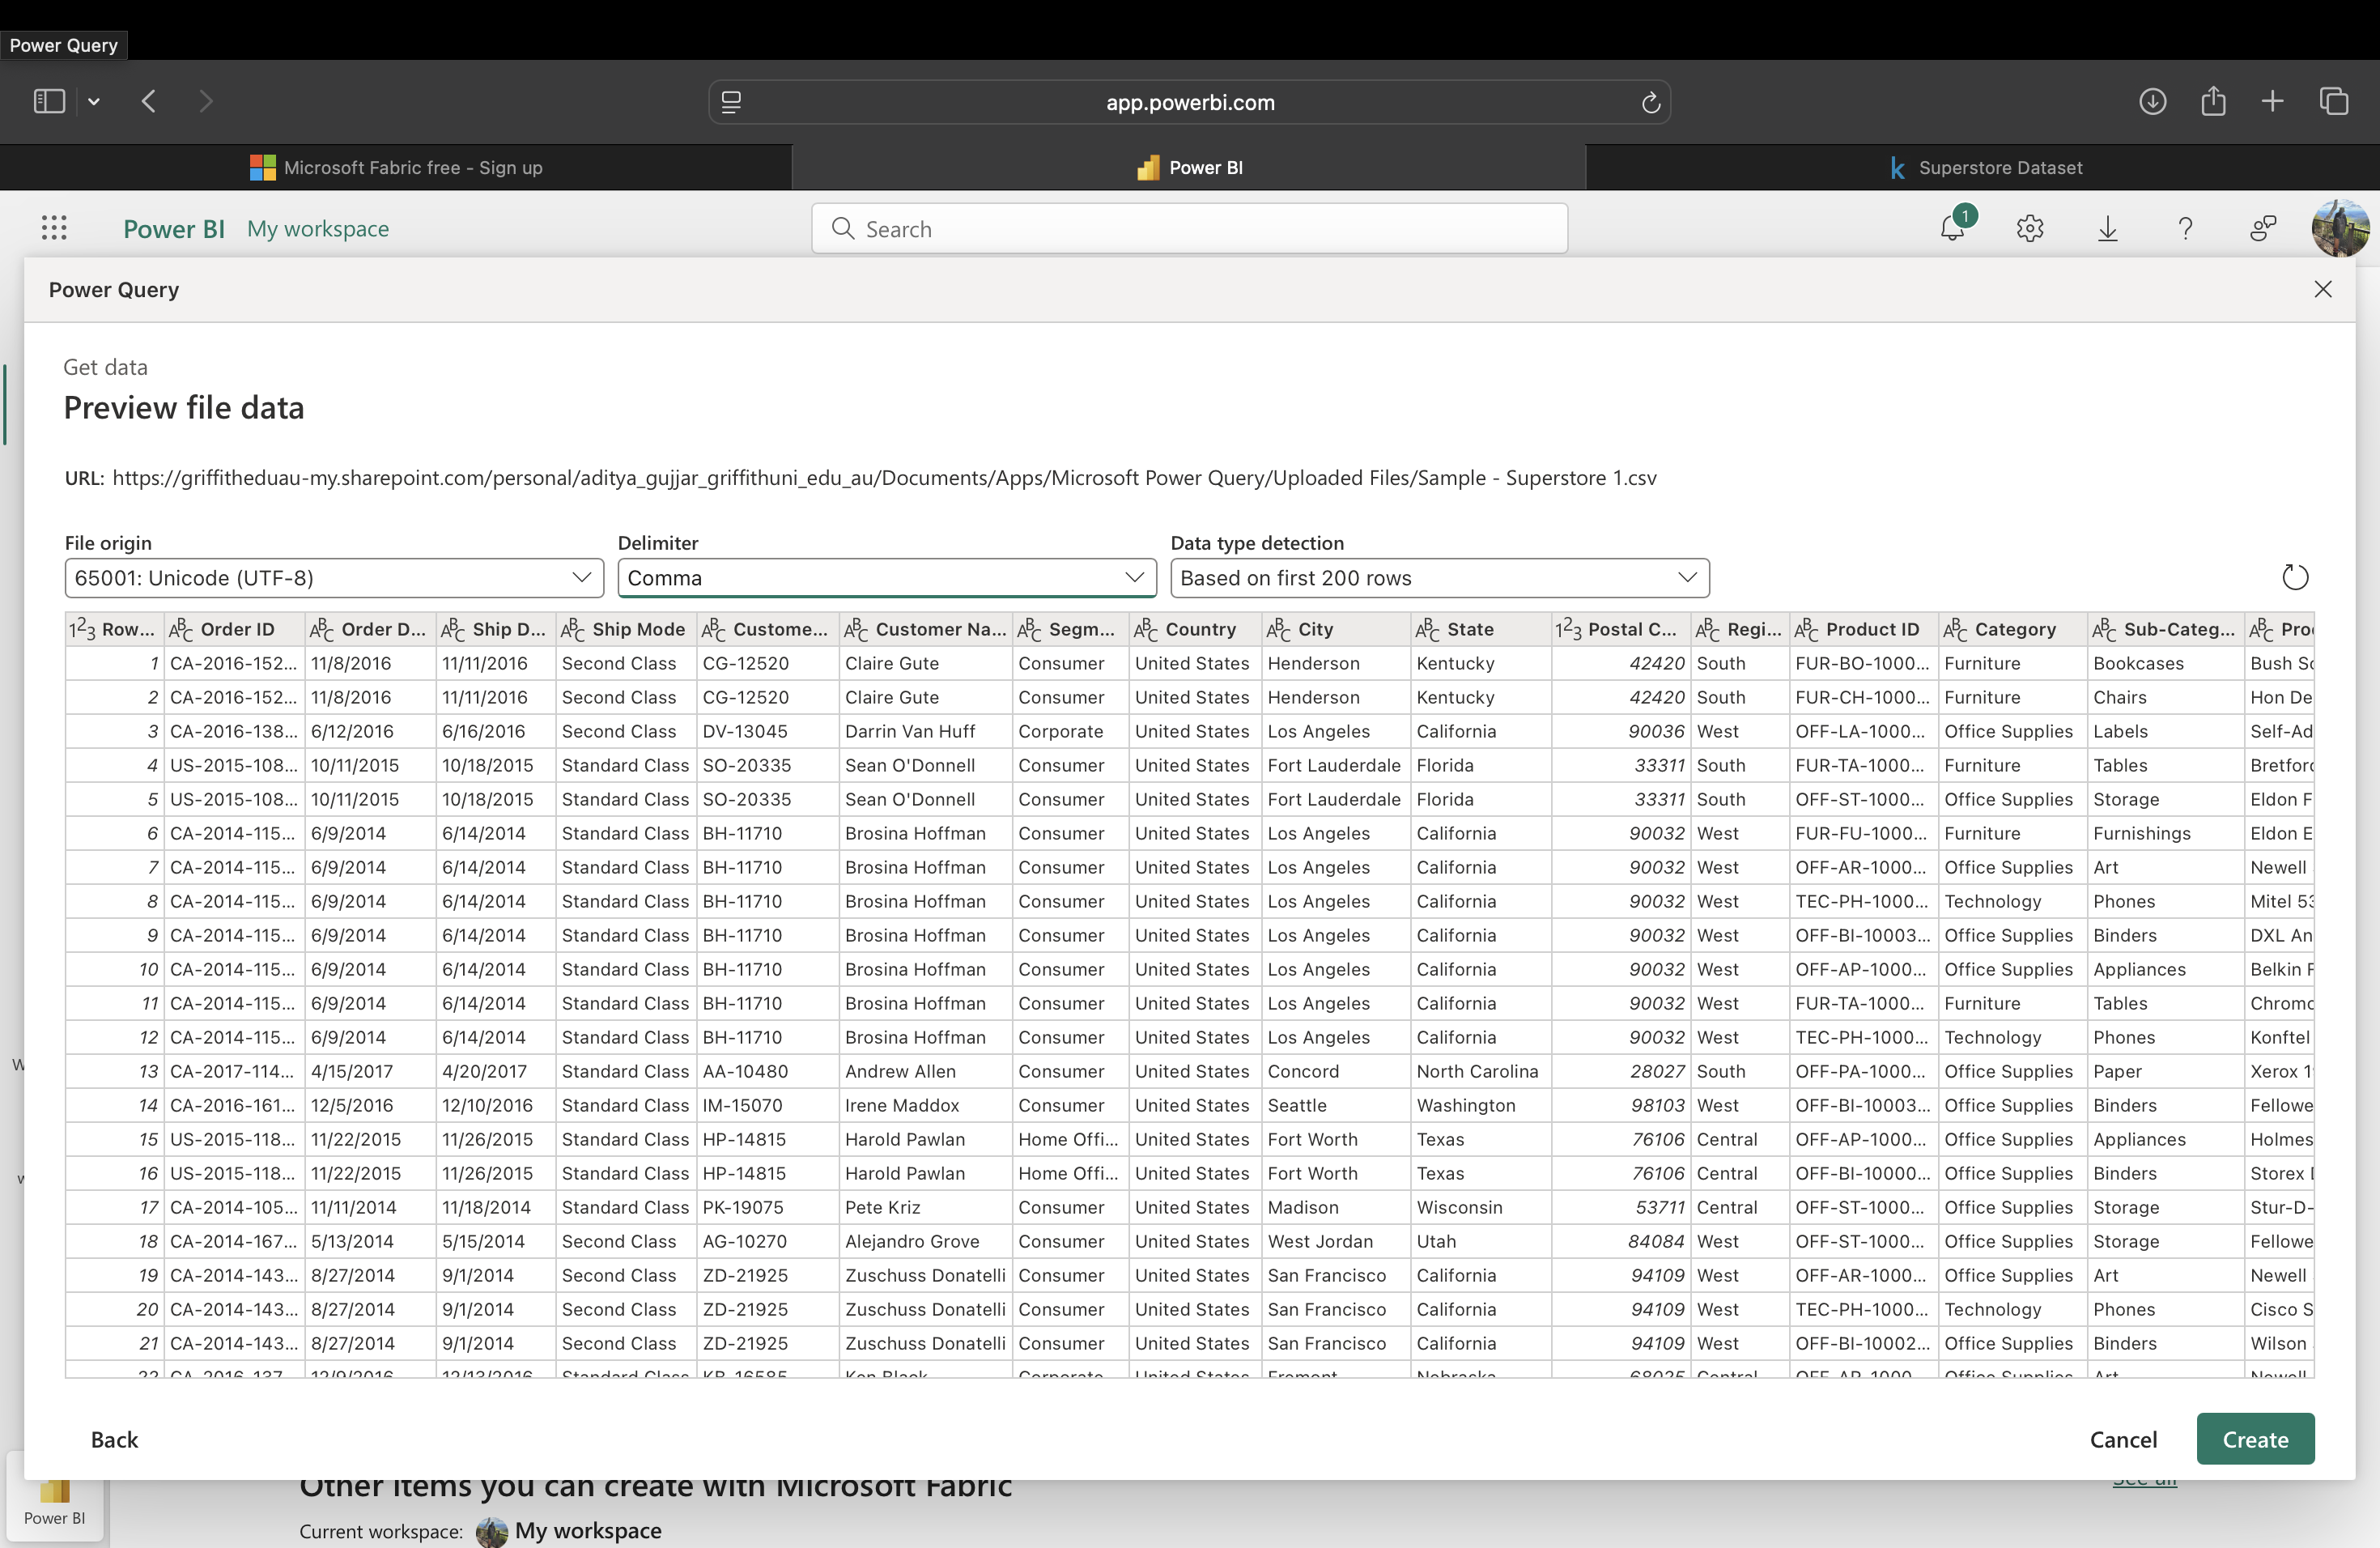 Power Query
app.powerbi.com
Microsoft Fabric free - Sign up
Power BI
Superstore Dataset
Power BI My workspace
Search
1
Power Query
Get data
Preview file data
URL: https://griffitheduau-my.sharepoint.com/personal/aditya_gujjar_griffithuni_edu_au/Documents/Apps/Microsoft Power Query/Uploaded Files/Sample - Superstore 1.csv
File origin Delimiter Data type detection
65001: Unicode (UTF-8) Comma Based on first 200 rows
Row... Order ID Order D... Ship D... Ship Mode Custome... Customer Na... Segm... Country City State Postal C... Regi... Product ID Category Sub-Categ...
1 CA-2016-152... 11/8/2016 11/11/2016 Second Class CG-12520 Claire Gute Consumer United States Henderson Kentucky 42420 South FUR-BO-1000... Furniture Bookcases Bush
2 CA-2016-152... 11/8/2016 11/11/2016 Second Class CG-12520 Claire Gute Consumer United States Henderson Kentucky 42420 South FUR-CH-1000... Furniture Chairs Hon De
3 CA-2016-138... 6/12/2016 6/16/2016 Second Class DV-13045 Darrin Van Huff Corporate United States Los Angeles California 90036 West OFF-LA-1000... Office Supplies Labels Self-Ad
4 US-2015-108... 10/11/2015 10/18/2015 Standard Class SO-20335 Sean O'Donnell Consumer United States Fort Lauderdale Florida 33311 South FUR-TA-1000... Furniture Tables
5 US-2015-108... 10/11/2015 10/18/2015 Standard Class SO-20335 Sean O'Donnell Consumer United States Fort Lauderdale Florida 33311 South OFF-ST-1000... Office Supplies Storage Eldon F
6 CA-2014-115... 6/9/2014 6/14/2014 Standard Class BH-11710 Brosina Hoffman Consumer United States Los Angeles California 90032 West FUR-FU-1000... Furniture Furnishings Eldon E
7 CA-2014-115... 6/9/2014 6/14/2014 Standard Class BH-11710 Brosina Hoffman Consumer United States Los Angeles California 90032 West OFF-AR-1000... Office Supplies Art Newell
8 CA-2014-115... 6/9/2014 6/14/2014 Standard Class BH-11710 Brosina Hoffman Consumer United States Los Angeles California 90032 West TEC-PH-1000... Technology Phones Mitel
9 CA-2014-115... 6/9/2014 6/14/2014 Standard Class BH-11710 Brosina Hoffman Consumer United States Los Angeles California 90032 West OFF-BI-10003... Office Supplies Binders DXL An
10 CA-2014-115... 6/9/2014 6/14/2014 Standard Class BH-11710 Brosina Hoffman Consumer United States Los Angeles California 90032 West OFF-AP-1000... Office Supplies Appliances Belkin F
11 CA-2014-115... 6/9/2014 6/14/2014 Standard Class BH-11710 Brosina Hoffman Consumer United States Los Angeles California 90032 West FUR-TA-1000... Furniture Tables
12 CA-2014-115... 6/9/2014 6/14/2014 Standard Class BH-11710 Brosina Hoffman Consumer United States Los Angeles California 90032 West TEC-PH-1000... Technology Phones Konftel
13 CA-2017-114... 4/15/2017 4/20/2017 Standard Class AA-10480 Andrew Allen Consumer United States Concord North Carolina 28027 South OFF-PA-1000... Office Supplies Paper Xerox
14 CA-2016-161... 12/5/2016 12/10/2016 Standard Class IM-15070 Irene Maddox Consumer United States Seattle Washington 98103 West OFF-BI-10003... Office Supplies Binders Fellowe
15 US-2015-118... 11/22/2015 11/26/2015 Standard Class HP-14815 Harold Pawlan Home Offi... United States Fort Worth Texas 76106 Central OFF-AP-1000... Office Supplies Appliances Holmes
16 US-2015-118... 11/22/2015 11/26/2015 Standard Class HP-14815 Harold Pawlan Home Offi... United States Fort Worth Texas 76106 Central OFF-BI-10000... Office Supplies Binders Storex
17 CA-2014-105... 11/11/2014 11/18/2014 Standard Class PK-19075 Pete Kriz Consumer United States Madison Wisconsin 53711 Central OFF-ST-1000... Office Supplies Storage Stur-D-
18 CA-2014-167... 5/13/2014 5/15/2014 Second Class AG-10270 Alejandro Grove Consumer United States West Jordan Utah 84084 West OFF-ST-1000... Office Supplies Storage Fellowe
19 CA-2014-143... 8/27/2014 9/1/2014 Second Class ZD-21925 Zuschuss Donatelli Consumer United States San Francisco California 94109 West OFF-AR-1000... Office Supplies Art Newell
20 CA-2014-143... 8/27/2014 9/1/2014 Second Class ZD-21925 Zuschuss Donatelli Consumer United States San Francisco California 94109 West TEC-PH-1000... Technology Phones Cisco S
21 CA-2014-143... 8/27/2014 9/1/2014 Second Class ZD-21925 Zuschuss Donatelli Consumer United States San Francisco California 94109 West OFF-BI-10002... Office Supplies Binders Wilson
Back Cancel Create
Other items you can create with Microsoft Fabric
See all
Power BI
Current workspace: My workspace